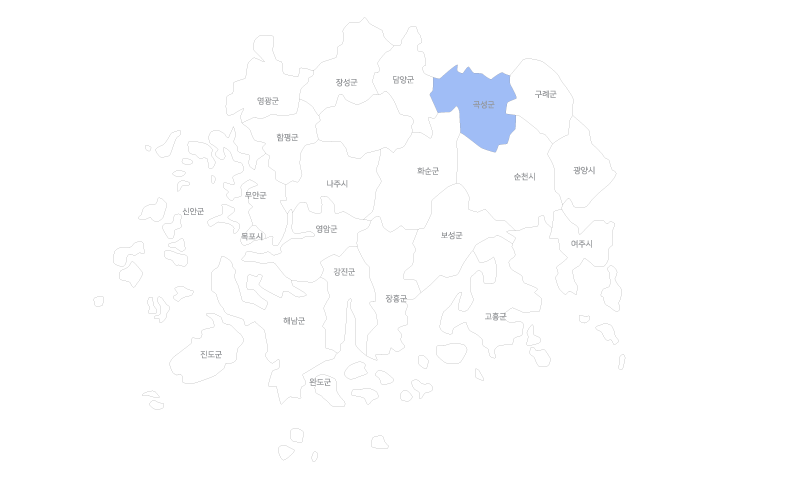 장성군
담양군
구례군
영광군
곡성군
함평군
화순군
광양시
순천시
나주시
무안군
신안군
영암군
목포시
보성군
여주시
강진군
장흥군
고흥군
해남군
진도군
완도군